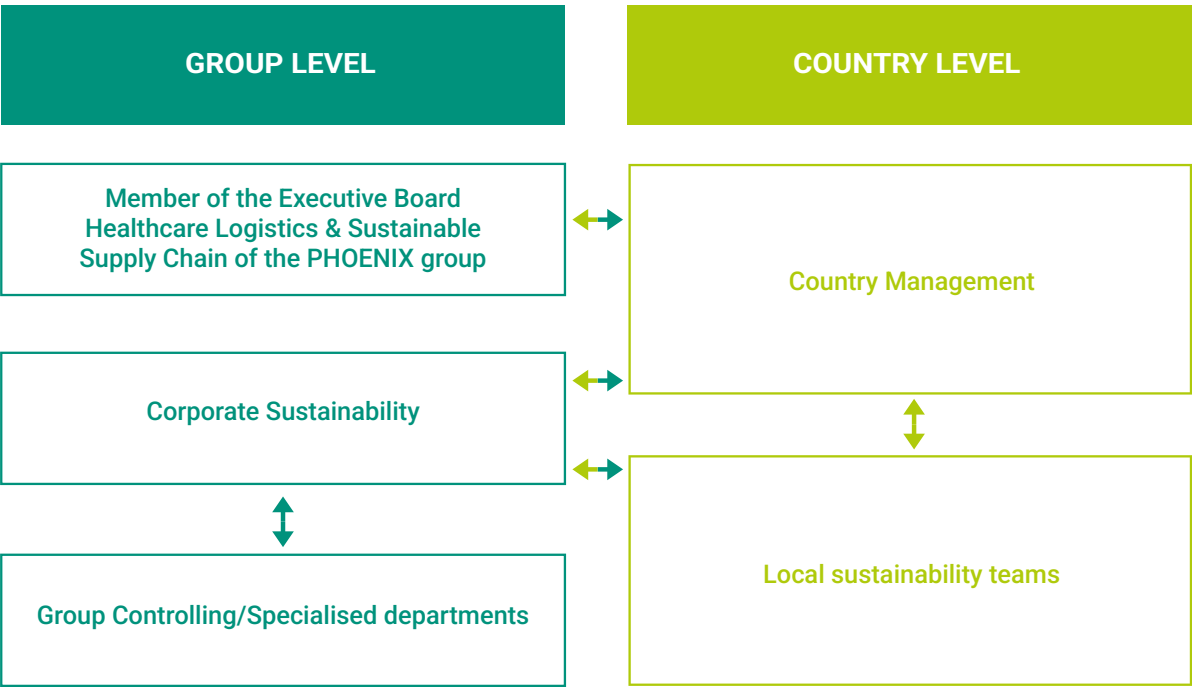 GROUP LEVEL
COUNTRY LEVEL
Member of the Executive Board
Healthcare Logistics & Sustainable
Supply Chain of the PHOENIX group
Country Management
Corporate Sustainability
Local sustainability teams
Group Controlling/Specialised departments